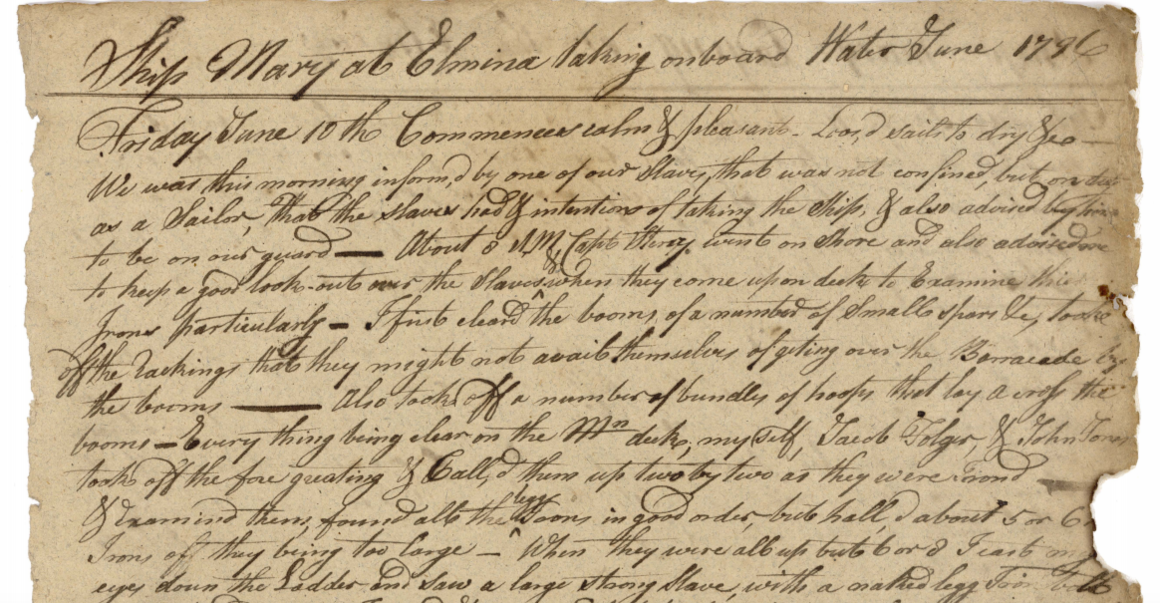 Ship Mary at Elmina taking onboard Water June 1796
Friday June 10th Commences calm & pleasant - Loos,d sails to dry &c —
We was this morning inform,d by one of our Slaves, that was not confined, but on deck
as a Sailor, That the slaves had intentions of taking the Ship, & also advised by him
to be on our guard — About 8 AM Capt went on Shore and also advised me
to keep a good look-out over the Slaves & when they come upon deck to Examine their
Irons particularly - I first clear'd the booms, of a number of Small spars &c, took
off the lashings that they might not avail themselves of geting over the Barracade by
the booms — Also took off a number of bundles of hoops that lay a cross the
booms - Every thing being clear on the Mn deck, my self, Jacob Folger, & John Jones
took off the fore greating & Call,d them up two by two as they were Irond —
& Examind them, found all the legg Irons in good order, but hall,d about 5 or 6
Irons off they being too large - When they were all up but 6 or 8 I cast my
eyes down the Ladder and saw a large strong Slave, with a naked legg Iron Bolt